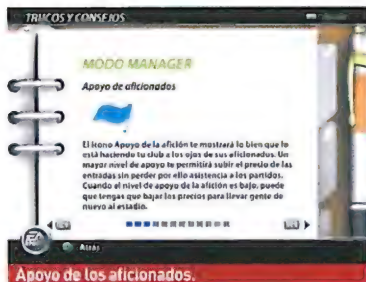 TRUCOS Y CONSEJOS
MODO MANAGER
Apoyo de aficionados
El icono Apoyo de la afición te mostrará lo bien que lo
está haciendo tu club a los ojos de sus aficionados. Un
mayor nivel de apoyo te permitirá subir el precio de las
entradas sin perder por ello asistencia a los partidos.
Cuando el nivel de apoyo de la afición es bajo, puede
que tengas que bajar los precios para llevar gente de
nuevo al estadio.
Atrás
Apoyo de los aficionados.